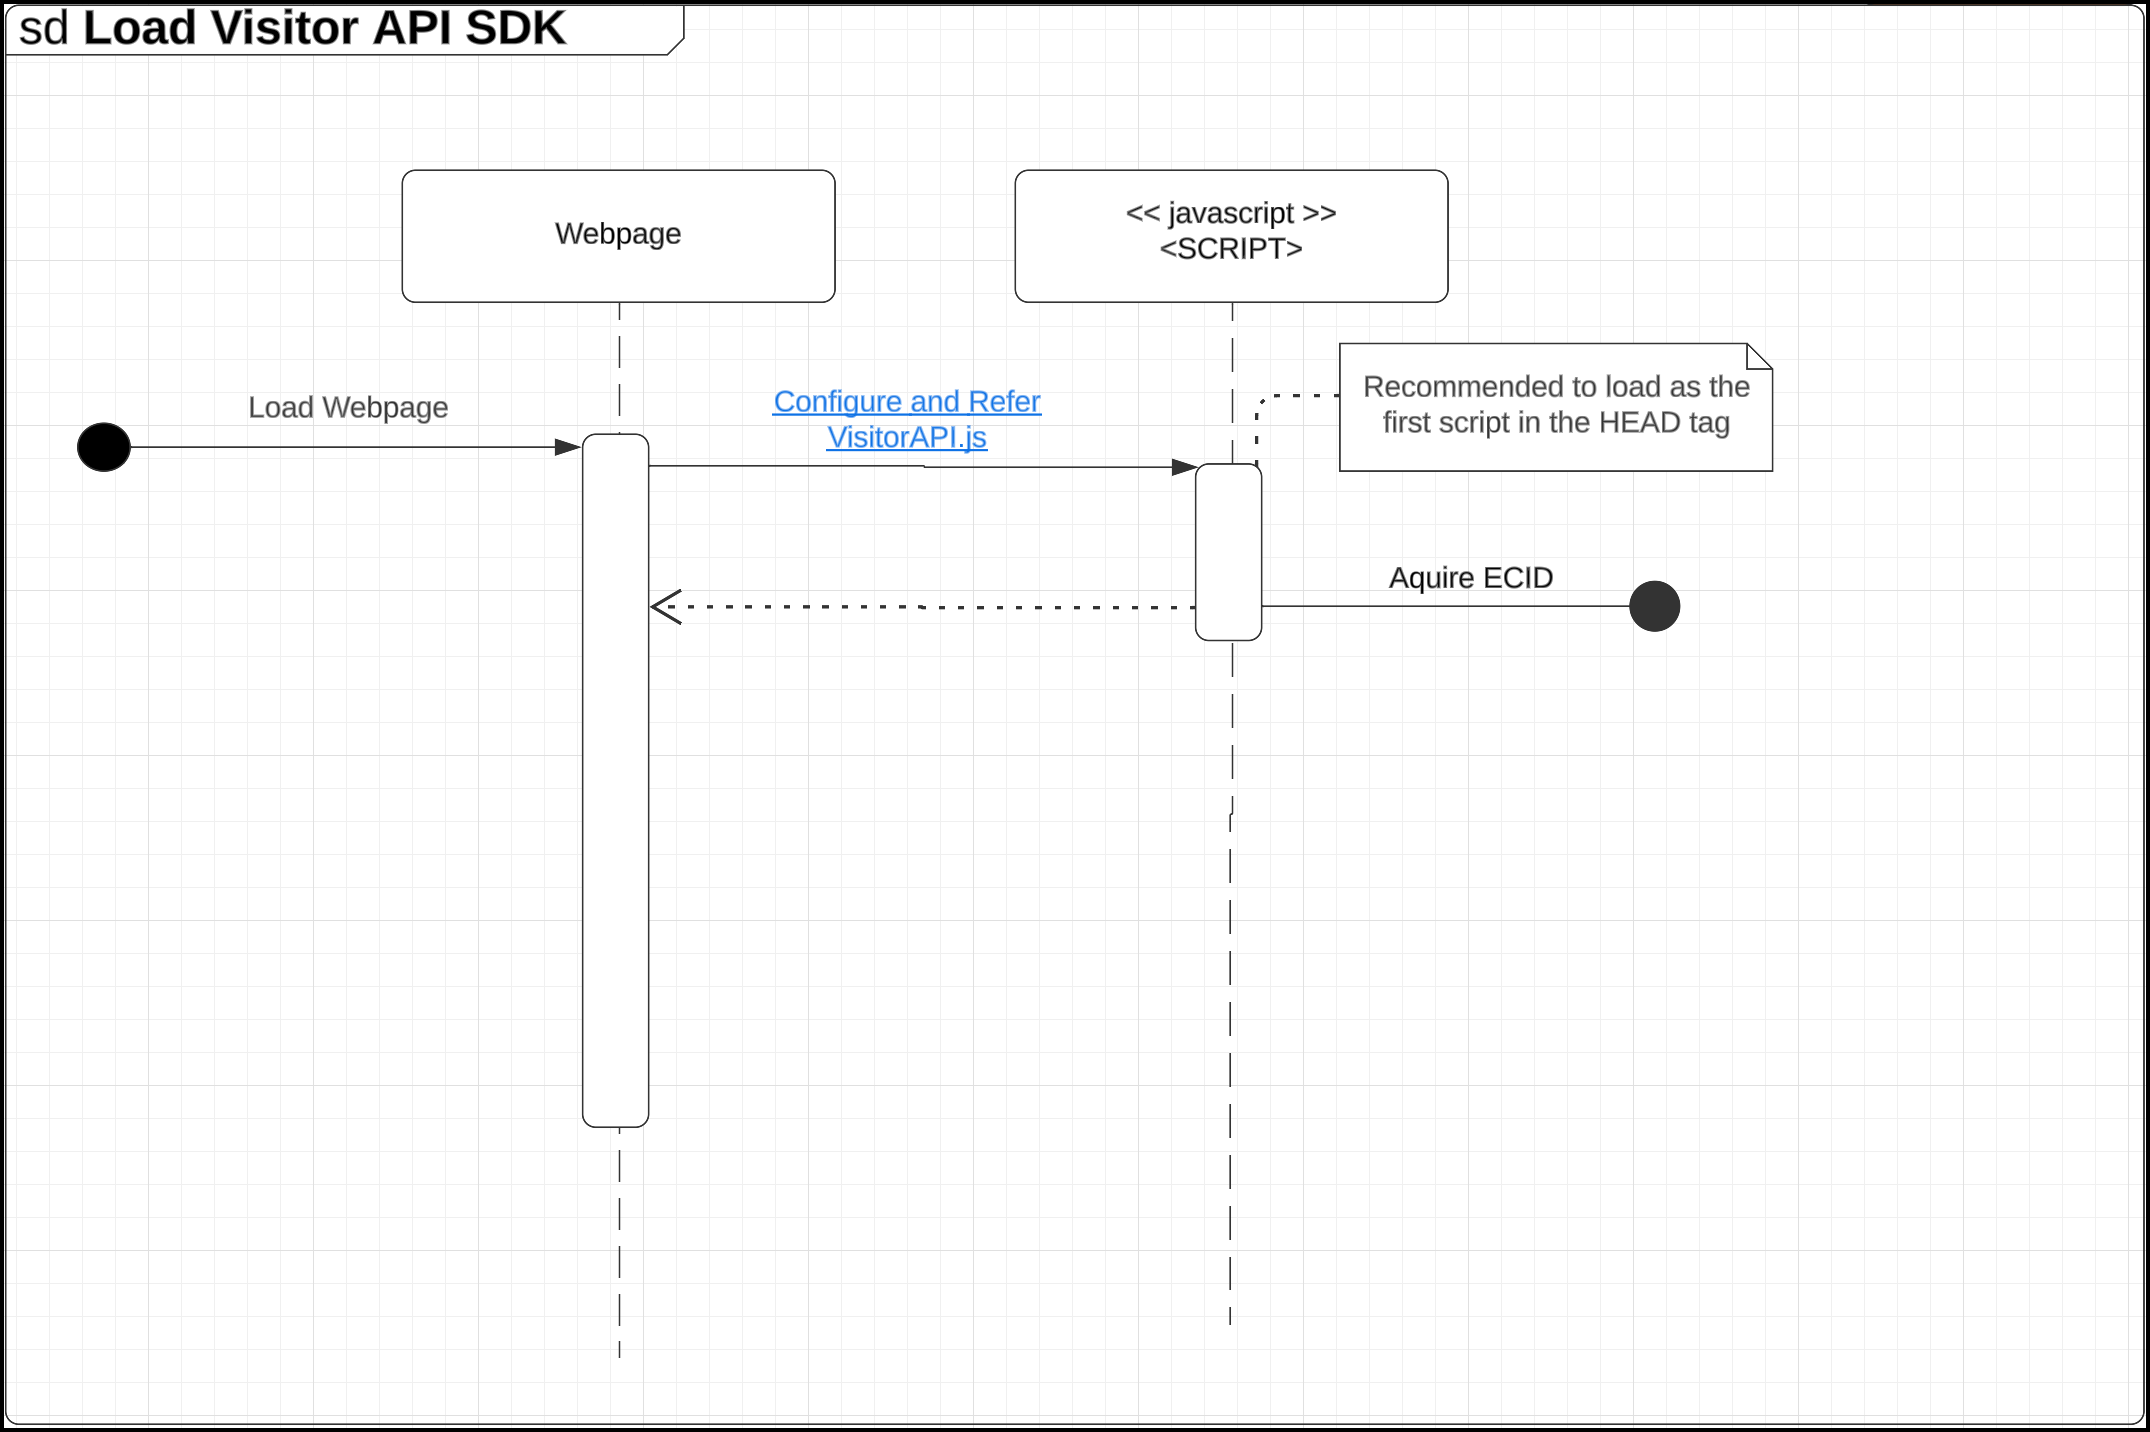 sd Load Visitor API SDK
Webpage
<< javascript >>
<SCRIPT>
Load Webpage
Configure and Refer
VisitorAPI.js
Recommended to load as the
first script in the HEAD tag
Aquire ECID